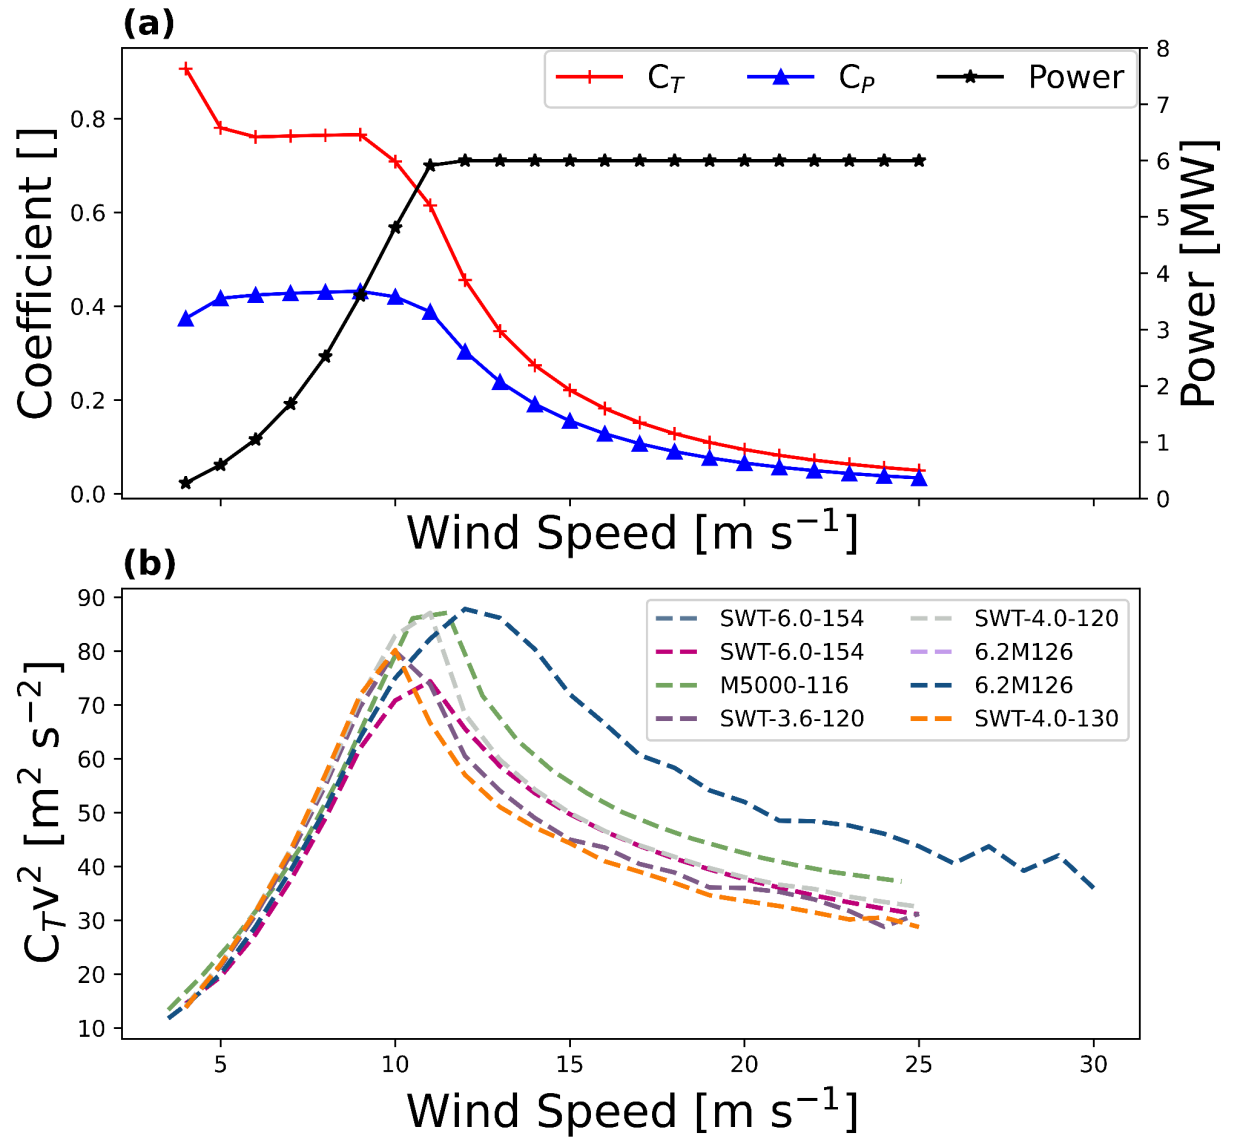 (a)
C_T C_P Power
Coefficient []
0.8
0.6
0.4
0.2
0.0
8
7
6
5
4
3
2
1
0
Power [MW]
Wind Speed [m s⁻¹]
(b)
C_Tv² [m² s⁻²]
90
80
70
60
50
40
30
20
10
SWT-6.0-154 SWT-4.0-120
SWT-6.0-154 6.2M126
M5000-116 6.2M126
SWT-3.6-120 SWT-4.0-130
5 10 15 20 25 30
Wind Speed [m s⁻¹]